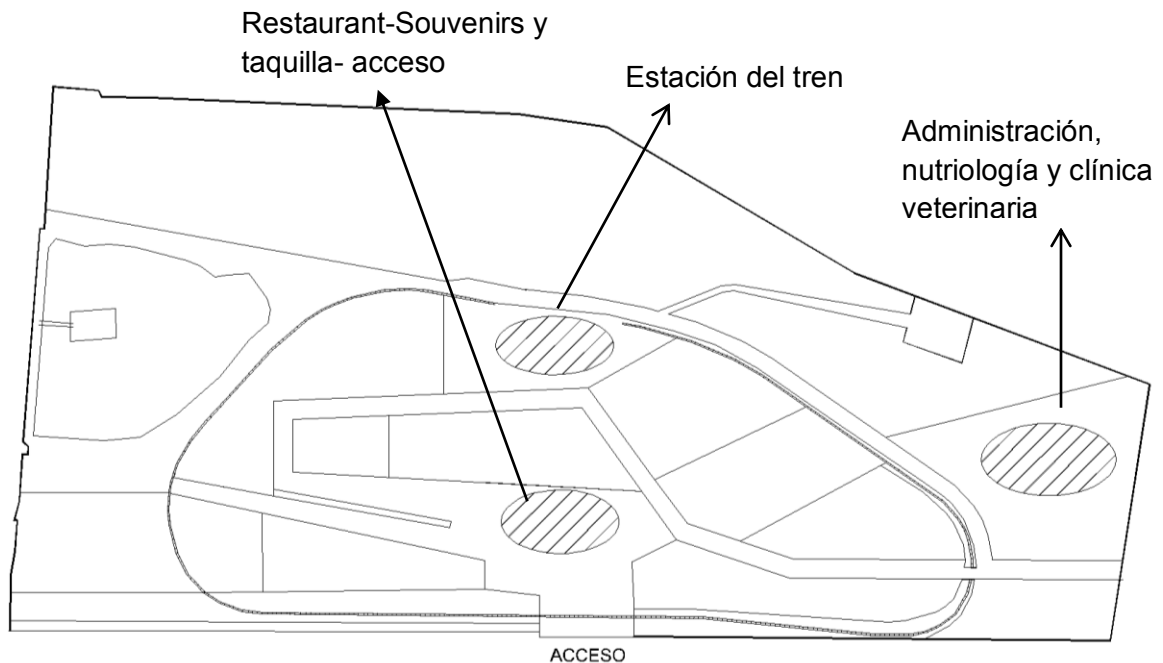 Restaurant-Souvenirs y
taquilla- acceso
Estación del tren
Administración,
nutriología y clínica
veterinaria
ACCESO